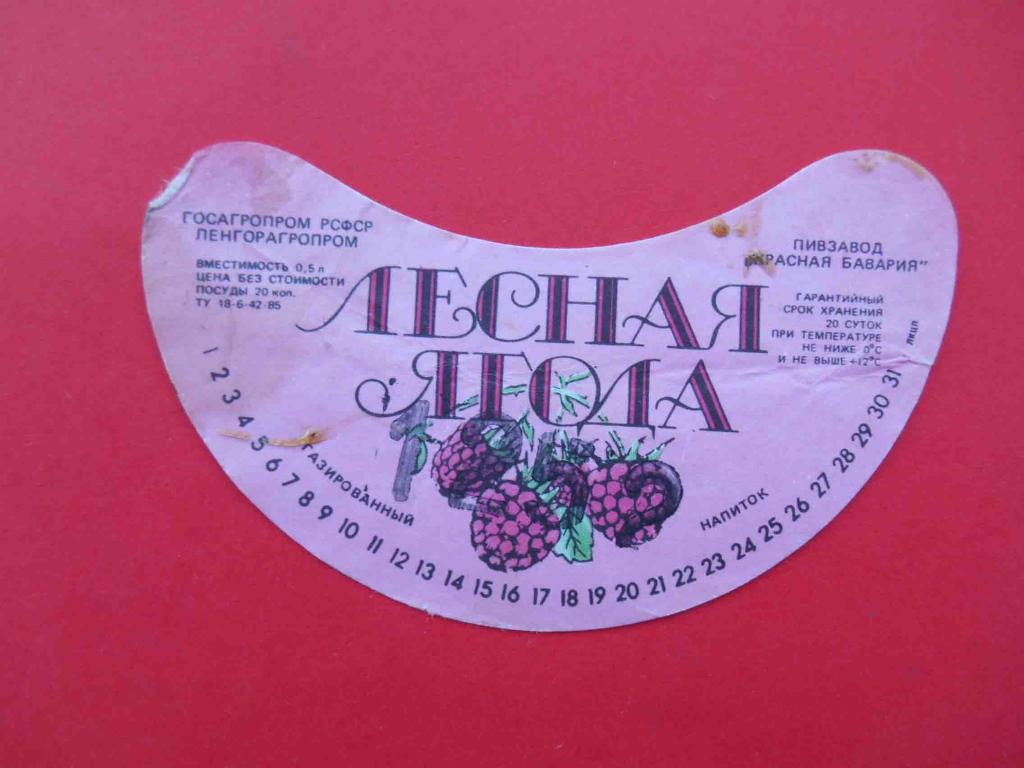 ГОСАГРОПРОМ РСФСР
ЛЕНГОРАГРОПРОМ
ВМЕСТИМОСТЬ 0,5 л
ЦЕНА БЕЗ СТОИМОСТИ
ПОСУДЫ 20 коп.
ТУ 18-6-42-85
ЛЕСНАЯ
ЯГОДА
ПИВЗАВОД
"КРАСНАЯ БАВАРИЯ"
ГАРАНТИЙНЫЙ
СРОК ХРАНЕНИЯ
20 СУТОК
ПРИ ТЕМПЕРАТУРЕ
НЕ НИЖЕ 0°С
И НЕ ВЫШЕ +12°С
ГАЗИРОВАННЫЙ НАПИТОК
1 2 3 4 5 6 7 8 9 10 11 12 13 14 15 16 17 18 19 20 21 22 23 24 25 26 27 28 29 30 31